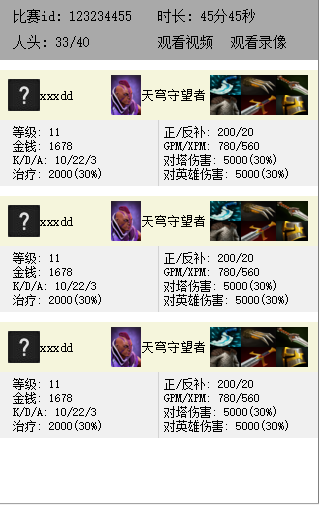 比赛id: 123234455 时长: 45分45秒
人头: 33/40 观看视频 观看录像
? xxxdd 天穹守望者
等级: 11 正/反补: 200/20
金钱: 1678 GPM/XPM: 780/560
K/D/A: 10/22/3 对塔伤害: 5000(30%)
治疗: 2000(30%) 对英雄伤害: 5000(30%)
? xxxdd 天穹守望者
等级: 11 正/反补: 200/20
金钱: 1678 GPM/XPM: 780/560
K/D/A: 10/22/3 对塔伤害: 5000(30%)
治疗: 2000(30%) 对英雄伤害: 5000(30%)
? xxxdd 天穹守望者
等级: 11 正/反补: 200/20
金钱: 1678 GPM/XPM: 780/560
K/D/A: 10/22/3 对塔伤害: 5000(30%)
治疗: 2000(30%) 对英雄伤害: 5000(30%)